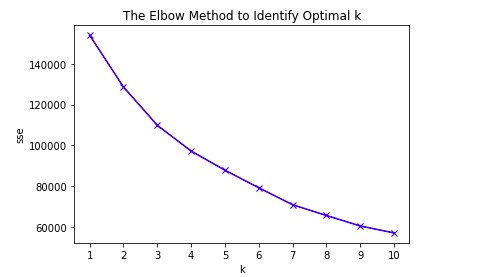 The Elbow Method to Identify Optimal k
140000
120000
100000
80000
60000
sse
1 2 3 4 5 6 7 8 9 10
k